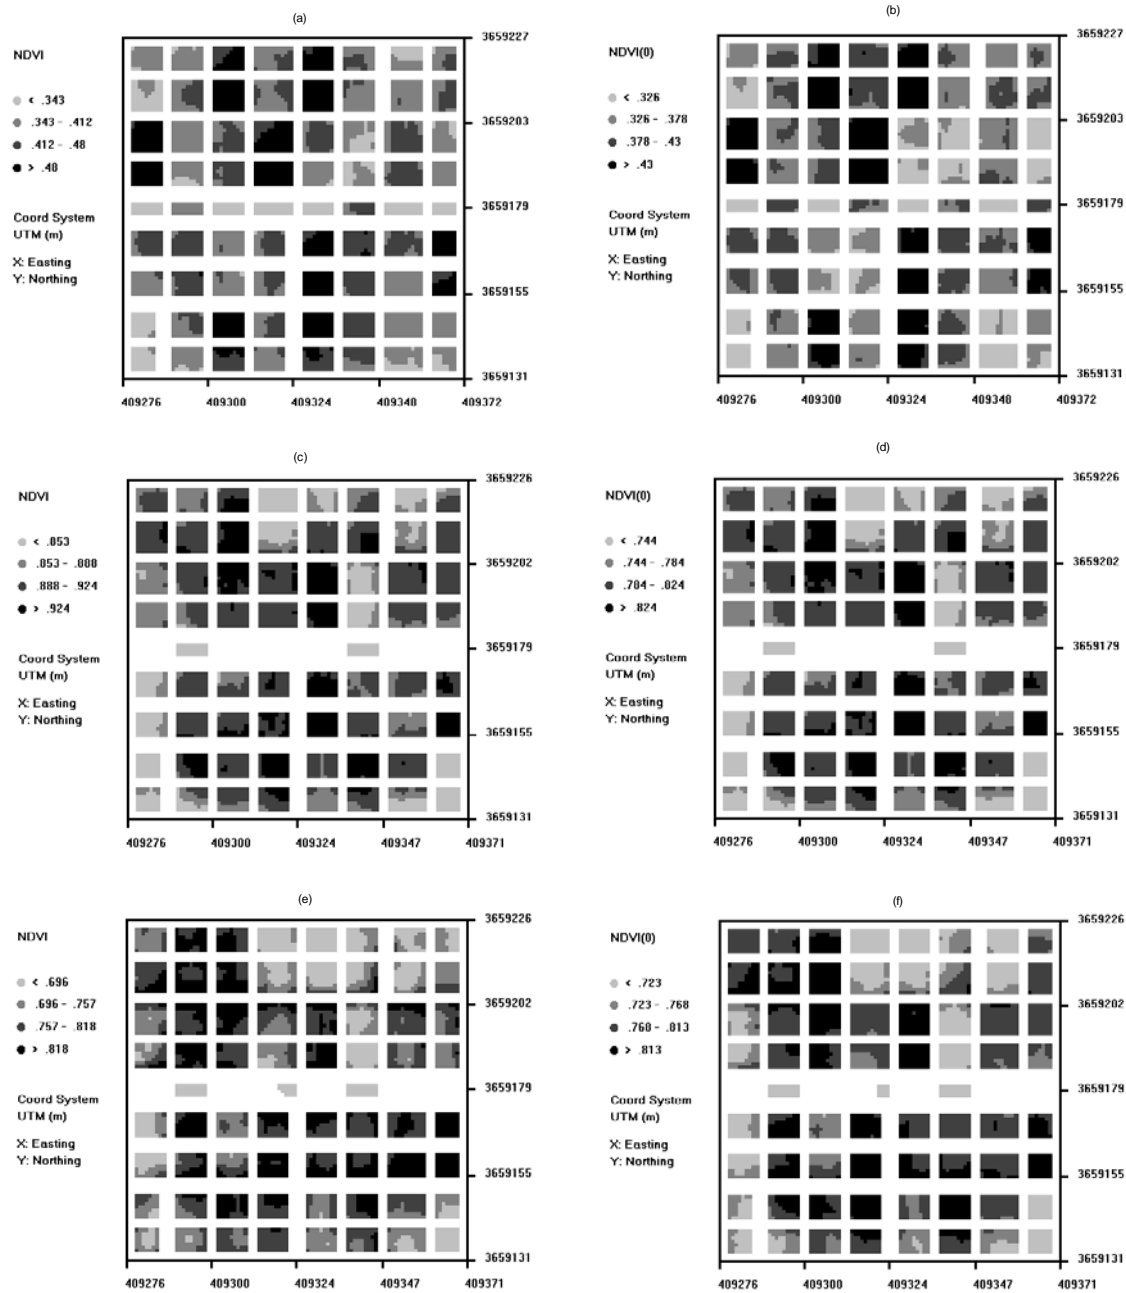 (a)
NDVI
< .343
.343 - .412
.412 - .48
> .48
Coord System
UTM (m)
X: Easting
Y: Northing
3659227
3659203
3659179
3659155
3659131
409276 409300 409324 409348 409372
(b)
NDVI(0)
< .326
.326 - .378
.378 - .43
> .43
Coord System
UTM (m)
X: Easting
Y: Northing
3659227
3659203
3659179
3659155
3659131
409276 409300 409324 409348 409372
(c)
NDVI
< .853
.853 - .888
.888 - .924
> .924
Coord System
UTM (m)
X: Easting
Y: Northing
3659226
3659202
3659179
3659155
3659131
409276 409300 409324 409347 409371
(d)
NDVI(0)
< .744
.744 - .784
.784 - .824
> .824
Coord System
UTM (m)
X: Easting
Y: Northing
3659226
3659202
3659179
3659155
3659131
409276 409300 409324 409347 409371
(e)
NDVI
< .696
.696 - .757
.757 - .818
> .818
Coord System
UTM (m)
X: Easting
Y: Northing
3659226
3659202
3659179
3659155
3659131
409276 409300 409324 409347 409371
(f)
NDVI(0)
< .723
.723 - .768
.768 - .813
> .813
Coord System
UTM (m)
X: Easting
Y: Northing
3659226
3659202
3659179
3659155
3659131
409276 409300 409324 409347 409371